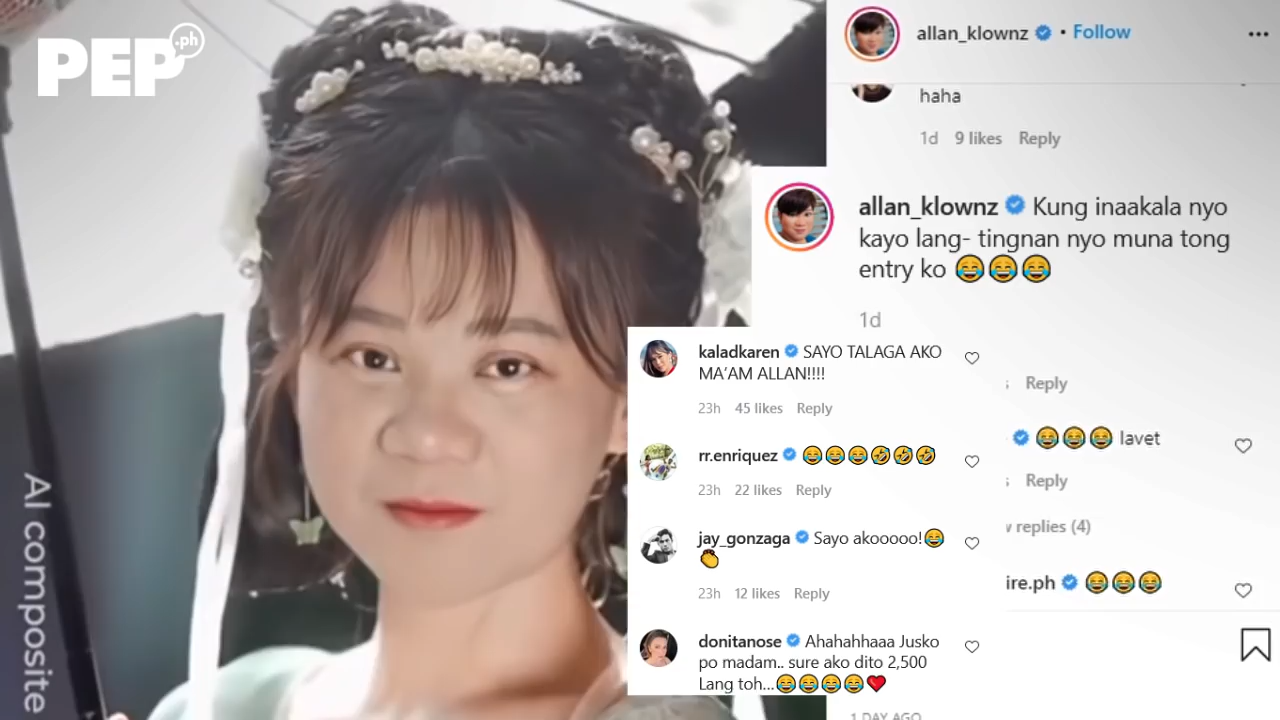 PEP.ph
AI composite
allan_klownz • Follow
haha
1d 9 likes Reply
allan_klownz Kung inaakala nyo
kayo lang- tingnan nyo muna tong
entry ko 😂😂😂
1d
kaladkaren SAYO TALAGA AKO
MA'AM ALLAN!!!!
23h 45 likes Reply
rr.enriquez 😂😂😂🤣🤣🤣
23h 22 likes Reply
jay_gonzaga Sayo akooooo!😂
👏
23h 12 likes Reply
donitanose Ahahahhaaa Jusko
po madam.. sure ako dito 2,500
Lang toh...😂😂😂😂❤️
Reply
😂😂😂 lavet
Reply
replies (4)
ire.ph 😂😂😂
1 DAY AGO